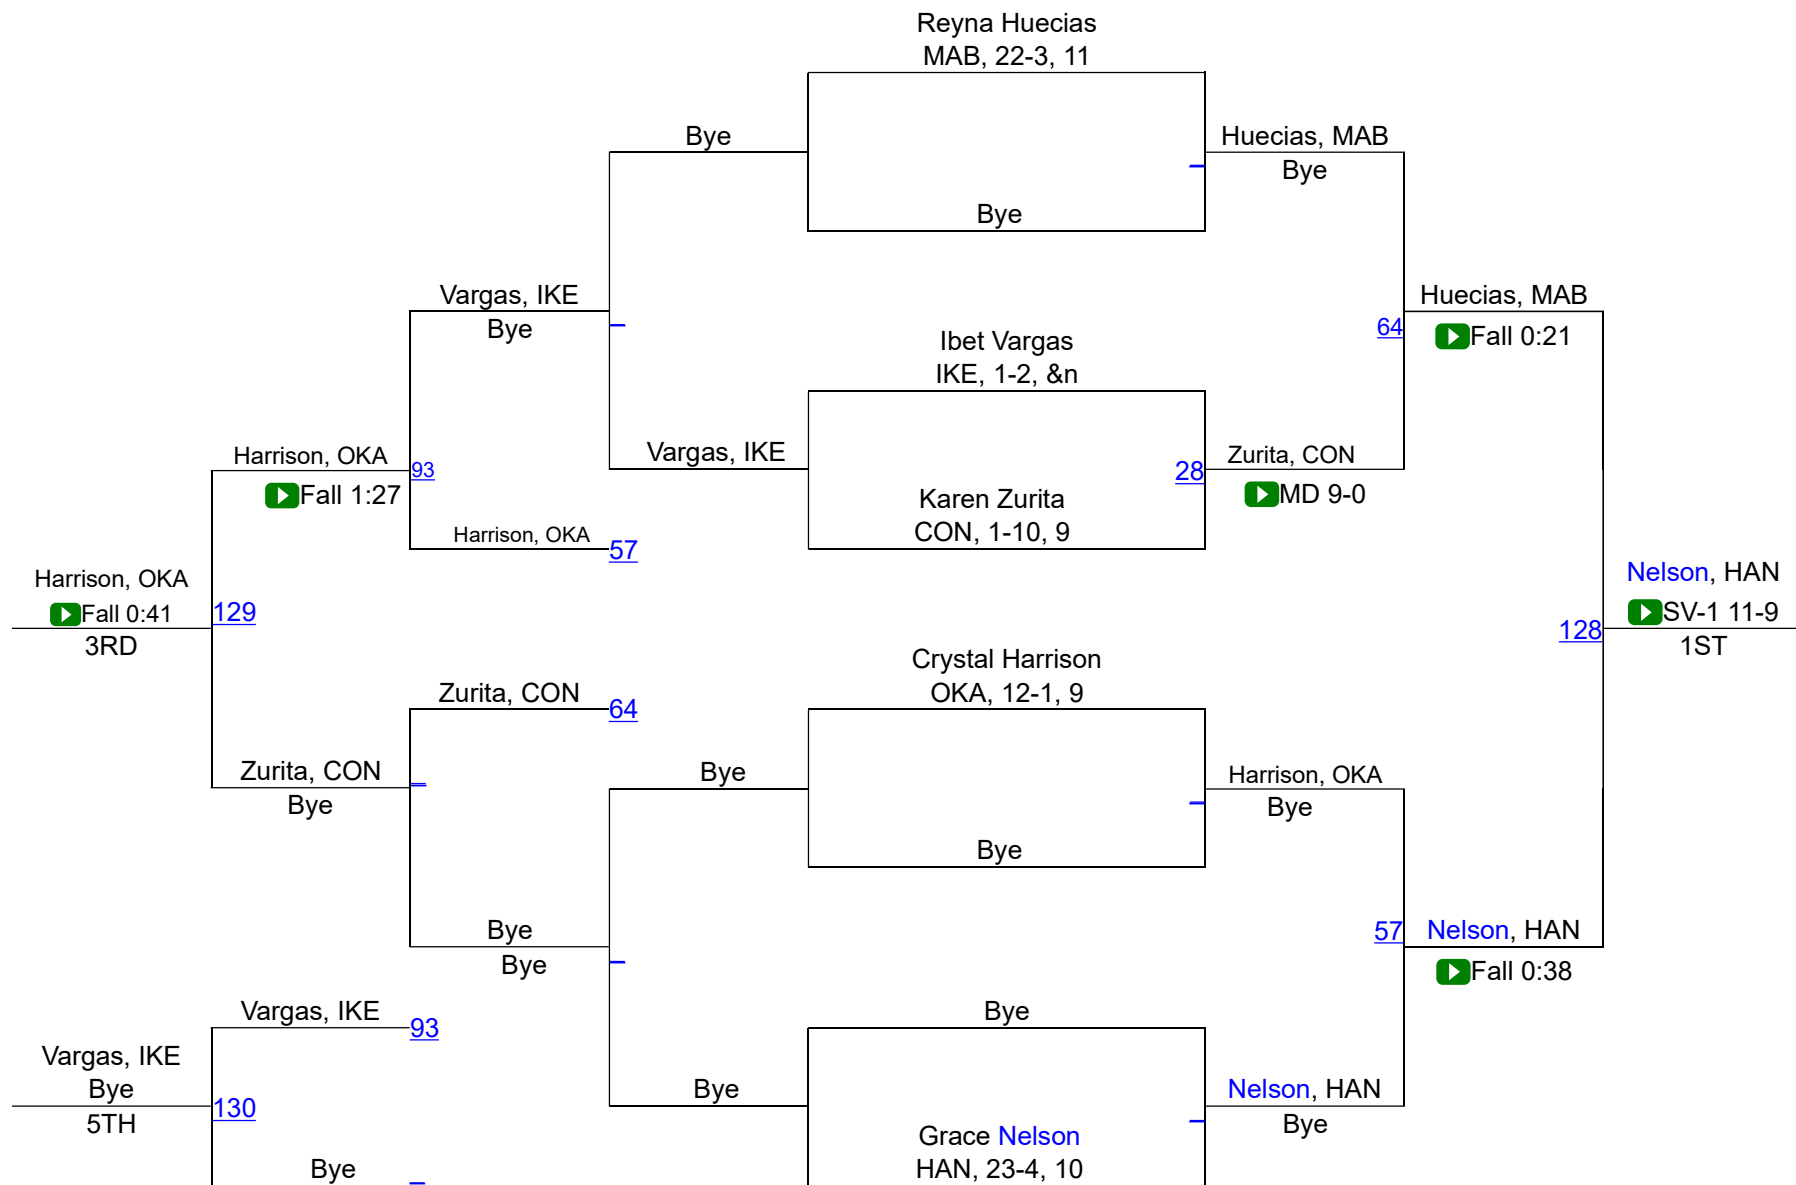 Reyna Huecias
MAB, 22-3, 11
Bye
Huecias, MAB
Bye
Bye
Vargas, IKE
Bye
Huecias, MAB
64
Fall 0:21
Ibet Vargas
IKE, 1-2, &n
Harrison, OKA
93
Fall 1:27
Vargas, IKE
28
Zurita, CON
MD 9-0
Karen Zurita
CON, 1-10, 9
Harrison, OKA
57
Harrison, OKA
Fall 0:41
129
3RD
Nelson, HAN
SV-1 11-9
128
1ST
Crystal Harrison
OKA, 12-1, 9
Zurita, CON
64
Zurita, CON
Bye
Bye
Harrison, OKA
Bye
Bye
Bye
Bye
57
Nelson, HAN
Fall 0:38
Vargas, IKE
93
Bye
Vargas, IKE
Bye
130
5TH
Bye
Nelson, HAN
Bye
Grace Nelson
HAN, 23-4, 10
Bye